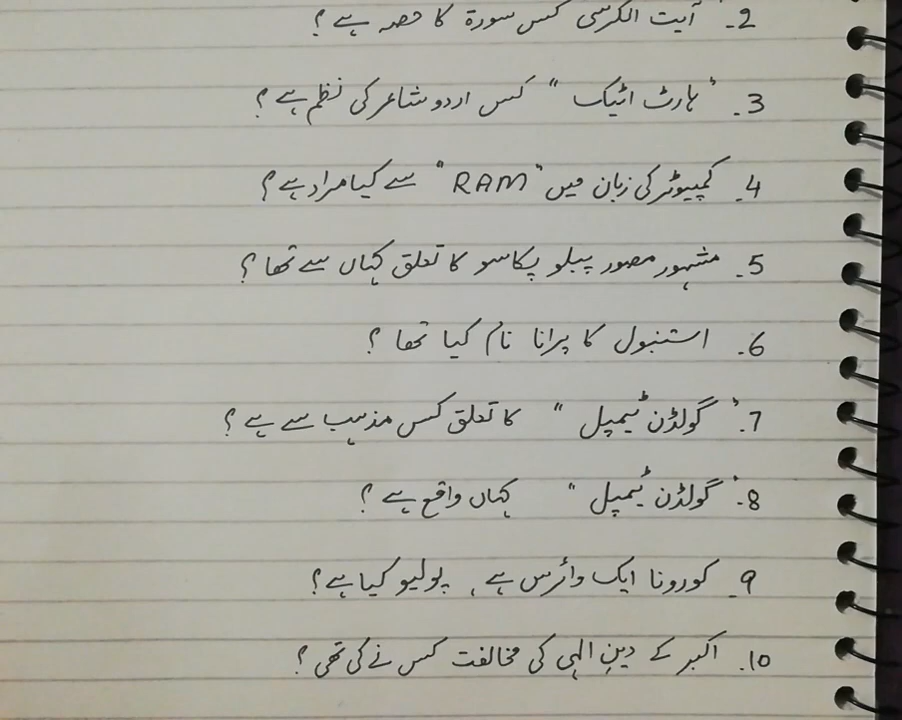 2. آیت الکرسی کس سورۃ کا حصہ ہے ؟
3. "ہارٹ اٹیک" کس اردو شاعر کی نظم ہے ؟
4. کمپیوٹر کی زبان میں "RAM" سے کیا مراد ہے ؟
5. مشہور مصور پبلو پکاسو کا تعلق کہاں سے تھا ؟
6. استنبول کا پرانا نام کیا تھا ؟
7. "گولڈن ٹیمپل" کا تعلق کس مذہب سے ہے ؟
8. "گولڈن ٹیمپل" کہاں واقع ہے ؟
9. کورونا ایک وائرس ہے، پولیو کیا ہے ؟
10. اکبر کے دینِ الہی کی مخالفت کس نے کی تھی ؟